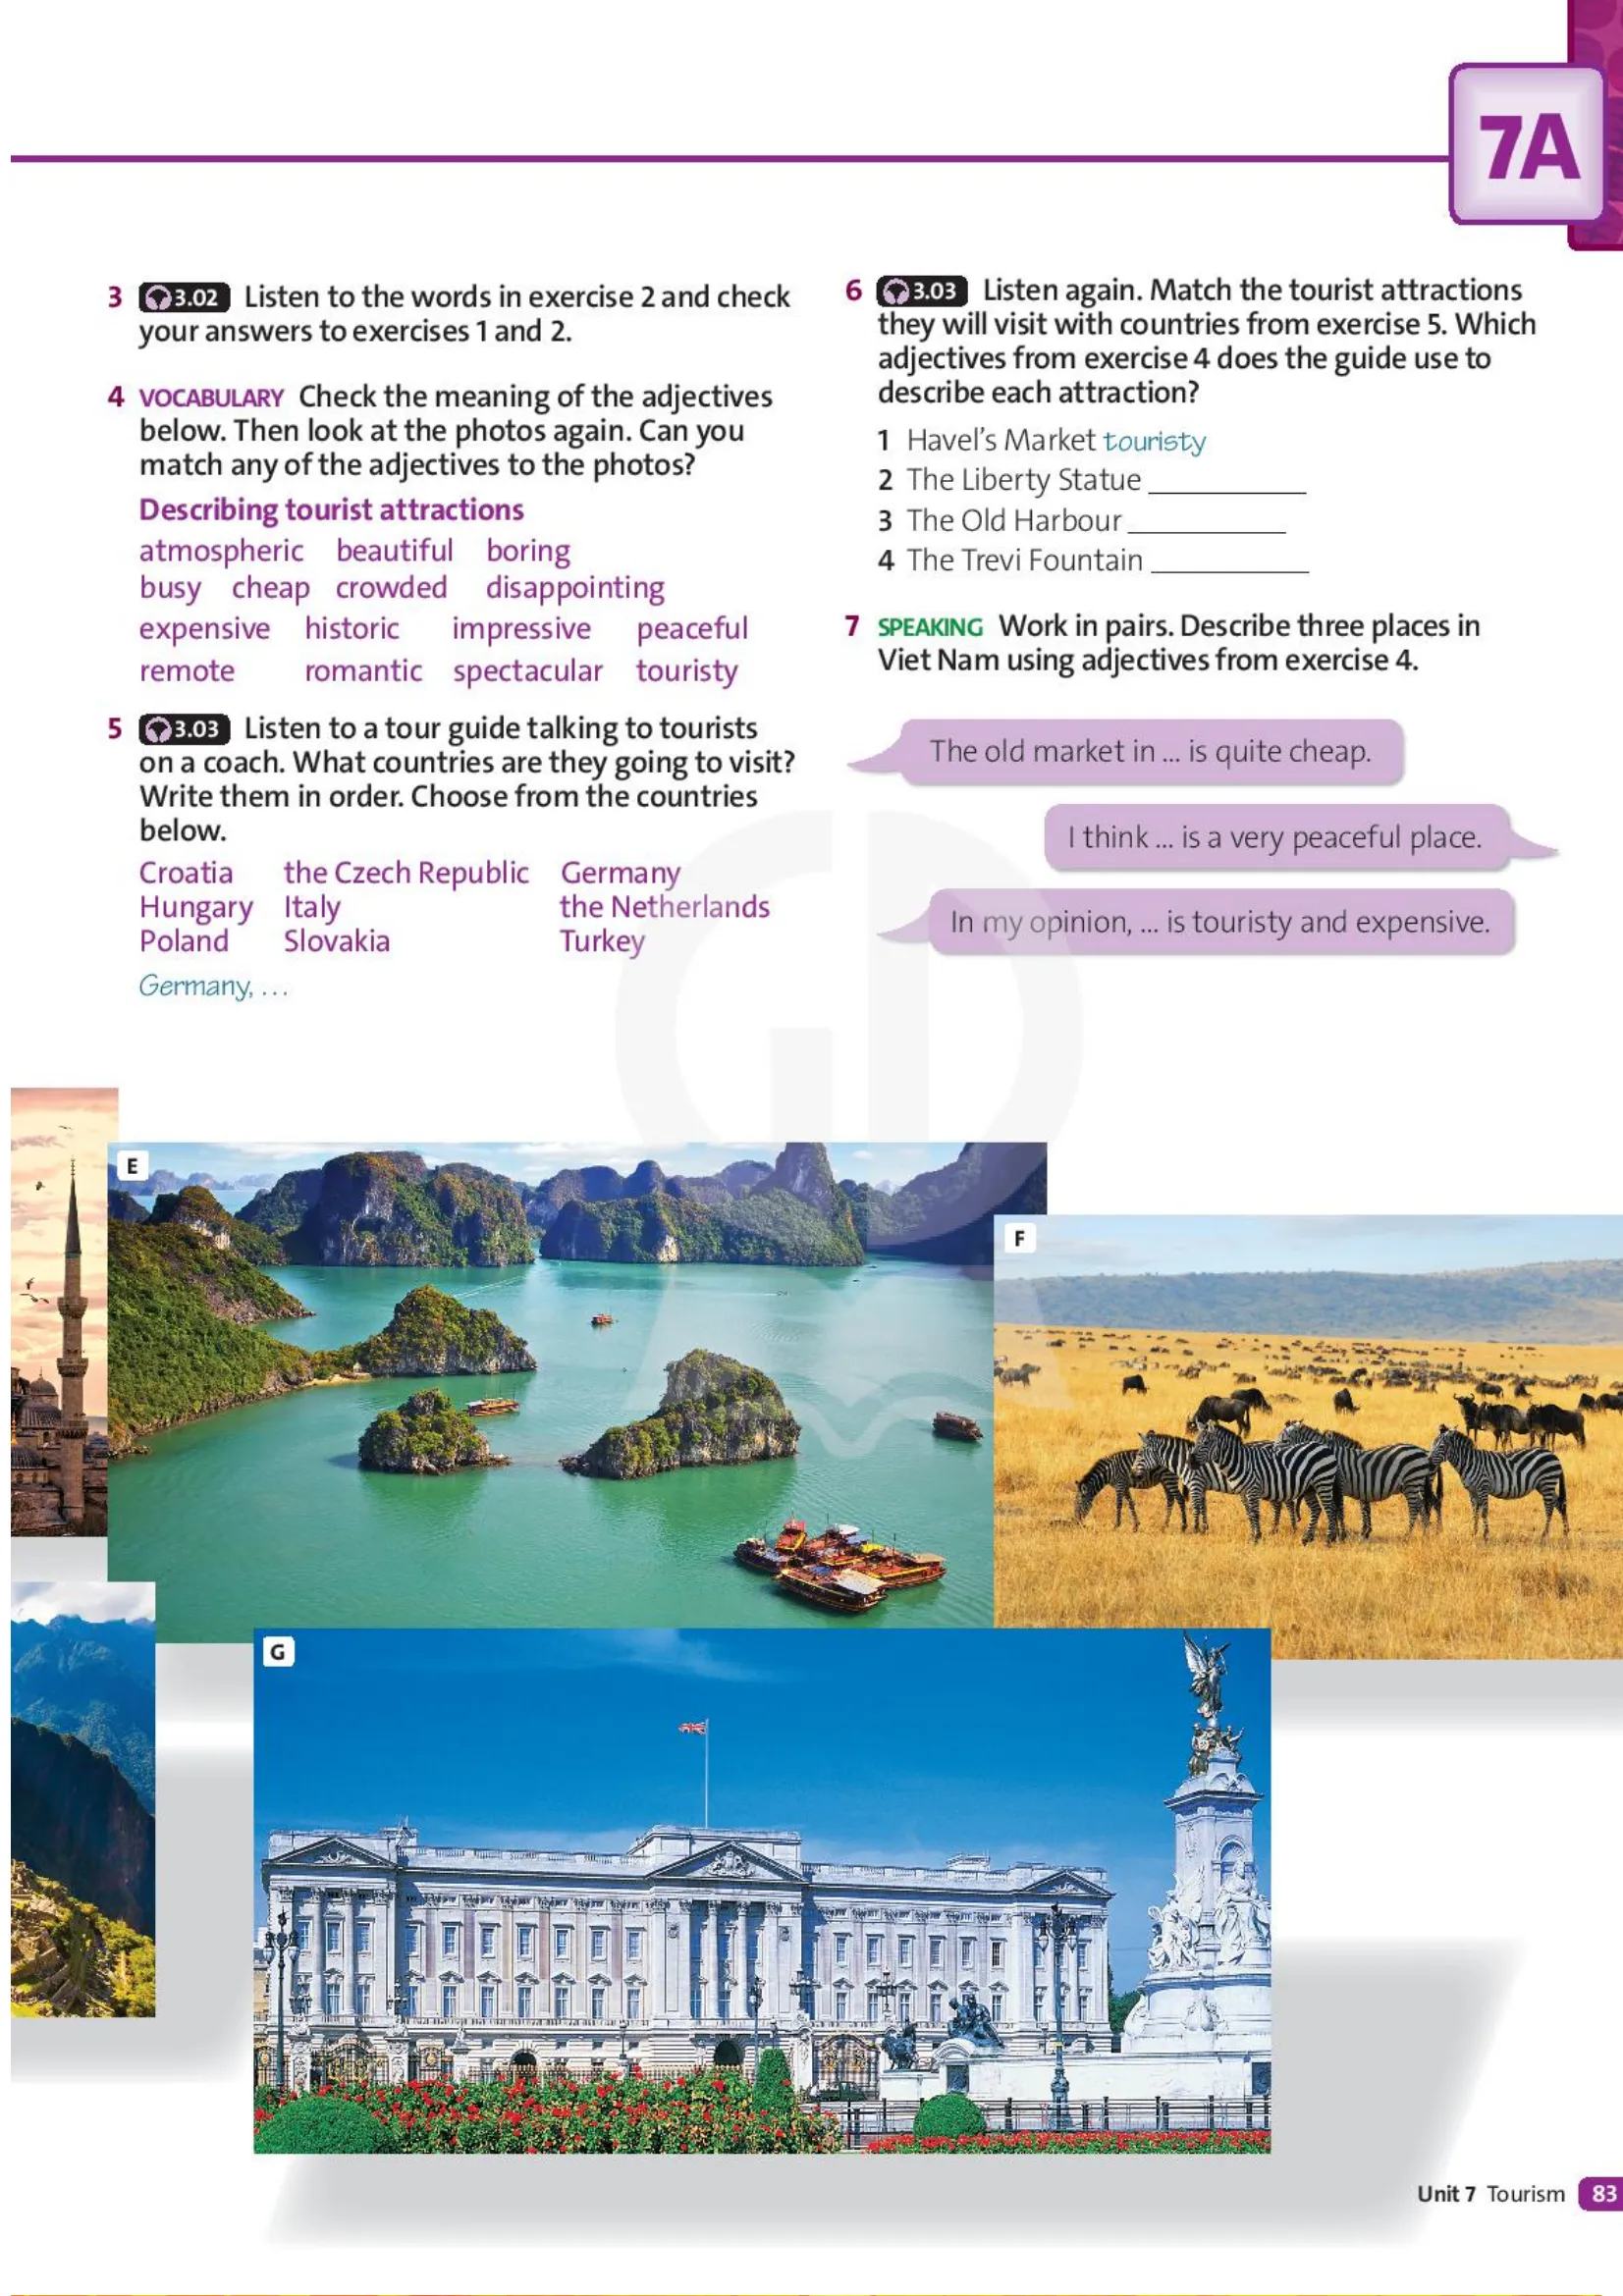 7A
3 3.02 Listen to the words in exercise 2 and check
your answers to exercises 1 and 2.
4 VOCABULARY Check the meaning of the adjectives
below. Then look at the photos again. Can you
match any of the adjectives to the photos?
Describing tourist attractions
atmospheric beautiful boring
busy cheap crowded disappointing
expensive historic impressive peaceful
remote romantic spectacular touristy
5 3.03 Listen to a tour guide talking to tourists
on a coach. What countries are they going to visit?
Write them in order. Choose from the countries
below.
Croatia the Czech Republic Germany
Hungary Italy the Netherlands
Poland Slovakia Turkey
Germany, ...
6 3.03 Listen again. Match the tourist attractions
they will visit with countries from exercise 5. Which
adjectives from exercise 4 does the guide use to
describe each attraction?
1 Havel's Market touristy
2 The Liberty Statue ___________
3 The Old Harbour ___________
4 The Trevi Fountain ___________
7 SPEAKING Work in pairs. Describe three places in
Viet Nam using adjectives from exercise 4.
The old market in ... is quite cheap.
I think ... is a very peaceful place.
In my opinion, ... is touristy and expensive.
E
F
G
Unit 7 Tourism 83